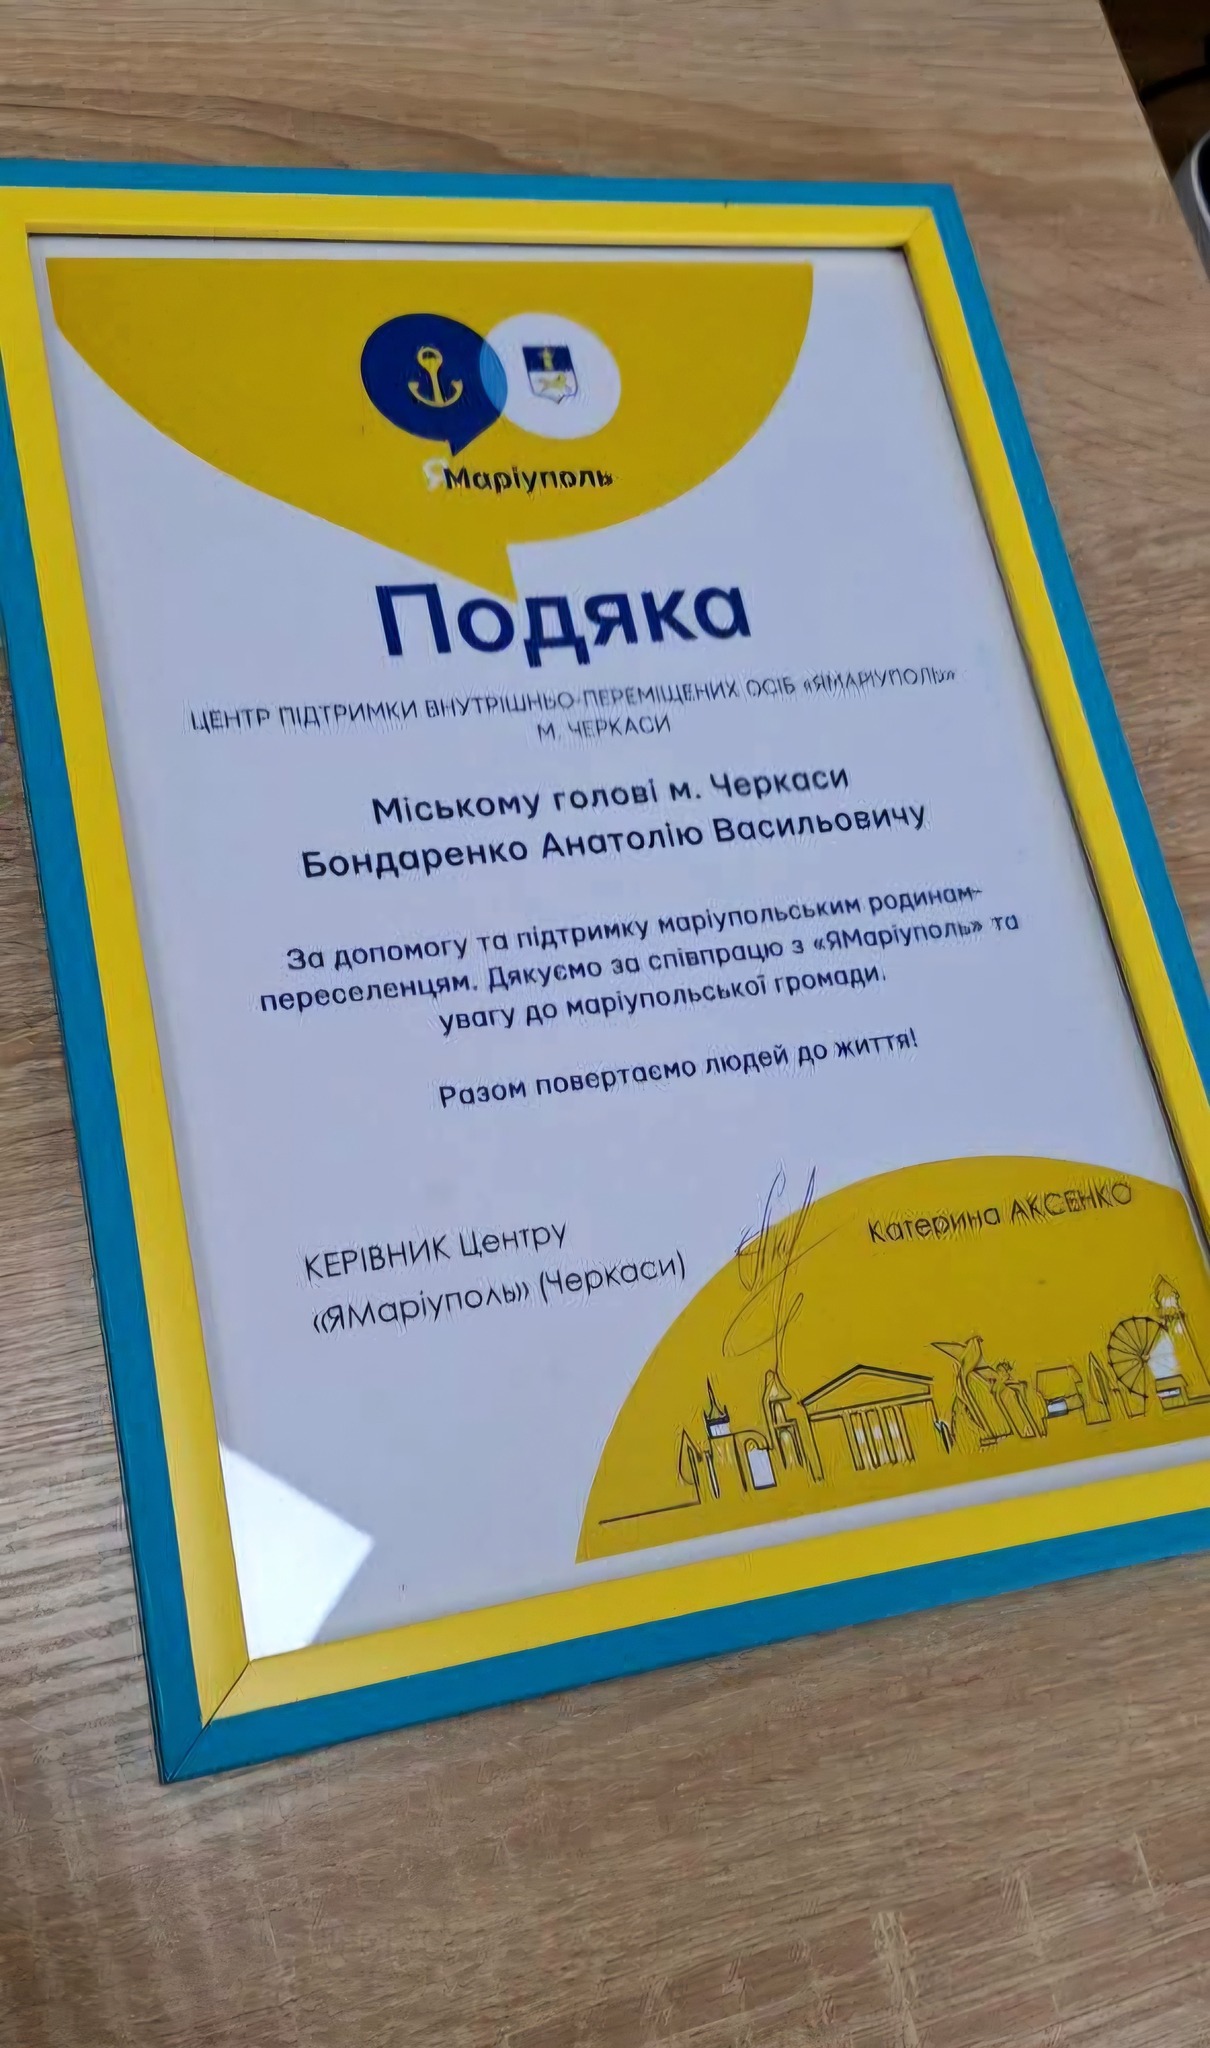 ЯМаріуполь
Подяка
ЦЕНТР ПІДТРИМКИ ВНУТРІШНЬО-ПЕРЕМІЩЕНИХ ОСІБ «ЯМАРІУПОЛЬ»
М. ЧЕРКАСИ
Міському голові м. Черкаси
Бондаренко Анатолію Васильовичу
За допомогу та підтримку маріупольським родинам-
переселенцям. Дякуємо за співпрацю з «ЯМаріуполь» та
увагу до маріупольської громади.
Разом повертаємо людей до життя!
КЕРІВНИК Центру
«ЯМаріуполь» (Черкаси)
Катерина АКСЕНКО